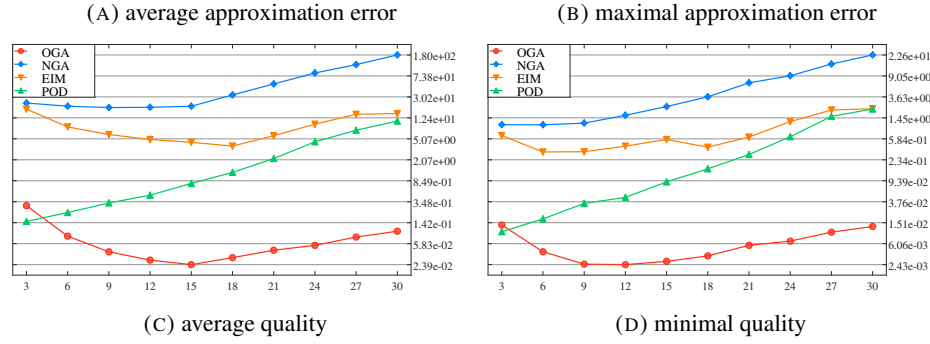 (A) average approximation error
(B) maximal approximation error
OGA
NGA
EIM
POD
1.80e+02
7.38e+01
3.02e+01
1.24e+01
5.07e+00
2.07e+00
8.49e-01
3.48e-01
1.42e-01
5.83e-02
2.39e-02
3 6 9 12 15 18 21 24 27 30
OGA
NGA
EIM
POD
2.26e+01
9.05e+00
3.63e+00
1.45e+00
5.84e-01
2.34e-01
9.39e-02
3.76e-02
1.51e-02
6.06e-03
2.43e-03
3 6 9 12 15 18 21 24 27 30
(C) average quality
(D) minimal quality